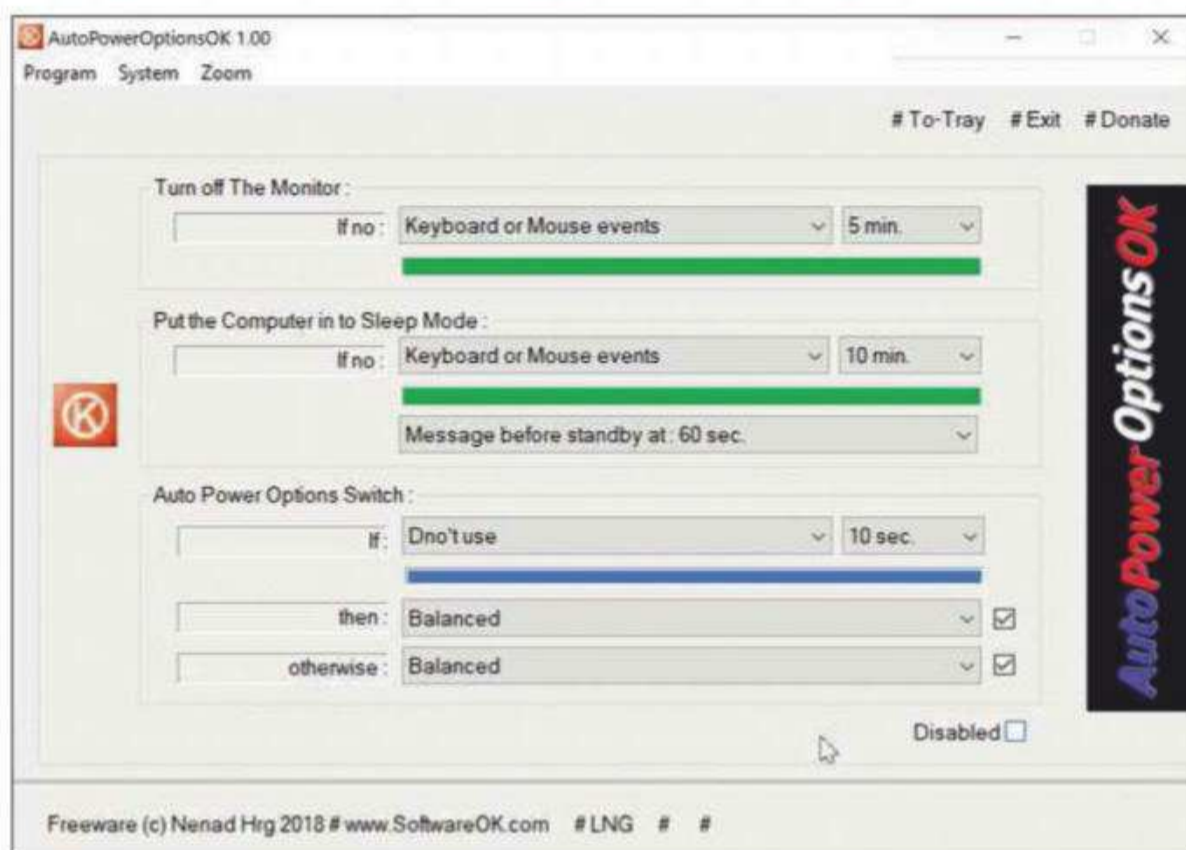 AutoPowerOptionsOK 1.00
Program System Zoom
# To-Tray # Exit # Donate
Turn off The Monitor :
If no : Keyboard or Mouse events 5 min.
Put the Computer in to Sleep Mode :
If no : Keyboard or Mouse events 10 min.
Message before standby at : 60 sec.
Auto Power Options Switch :
If : Dno't use 10 sec.
then : Balanced
otherwise : Balanced
Disabled
AutoPowerOptionsOK
K
Freeware (c) Nenad Hrg 2018 # www.SoftwareOK.com # LNG # #